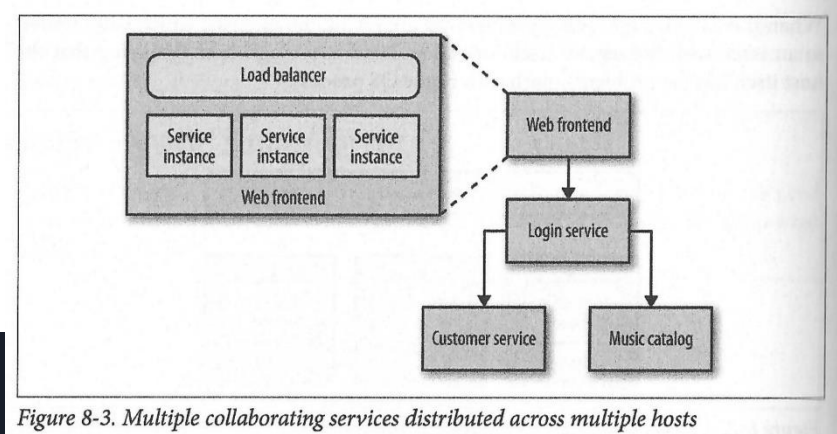 Load balancer
Service
instance
Service
instance
Service
instance
Web frontend
Web frontend
Login service
Customer service
Music catalog
Figure 8-3. Multiple collaborating services distributed across multiple hosts